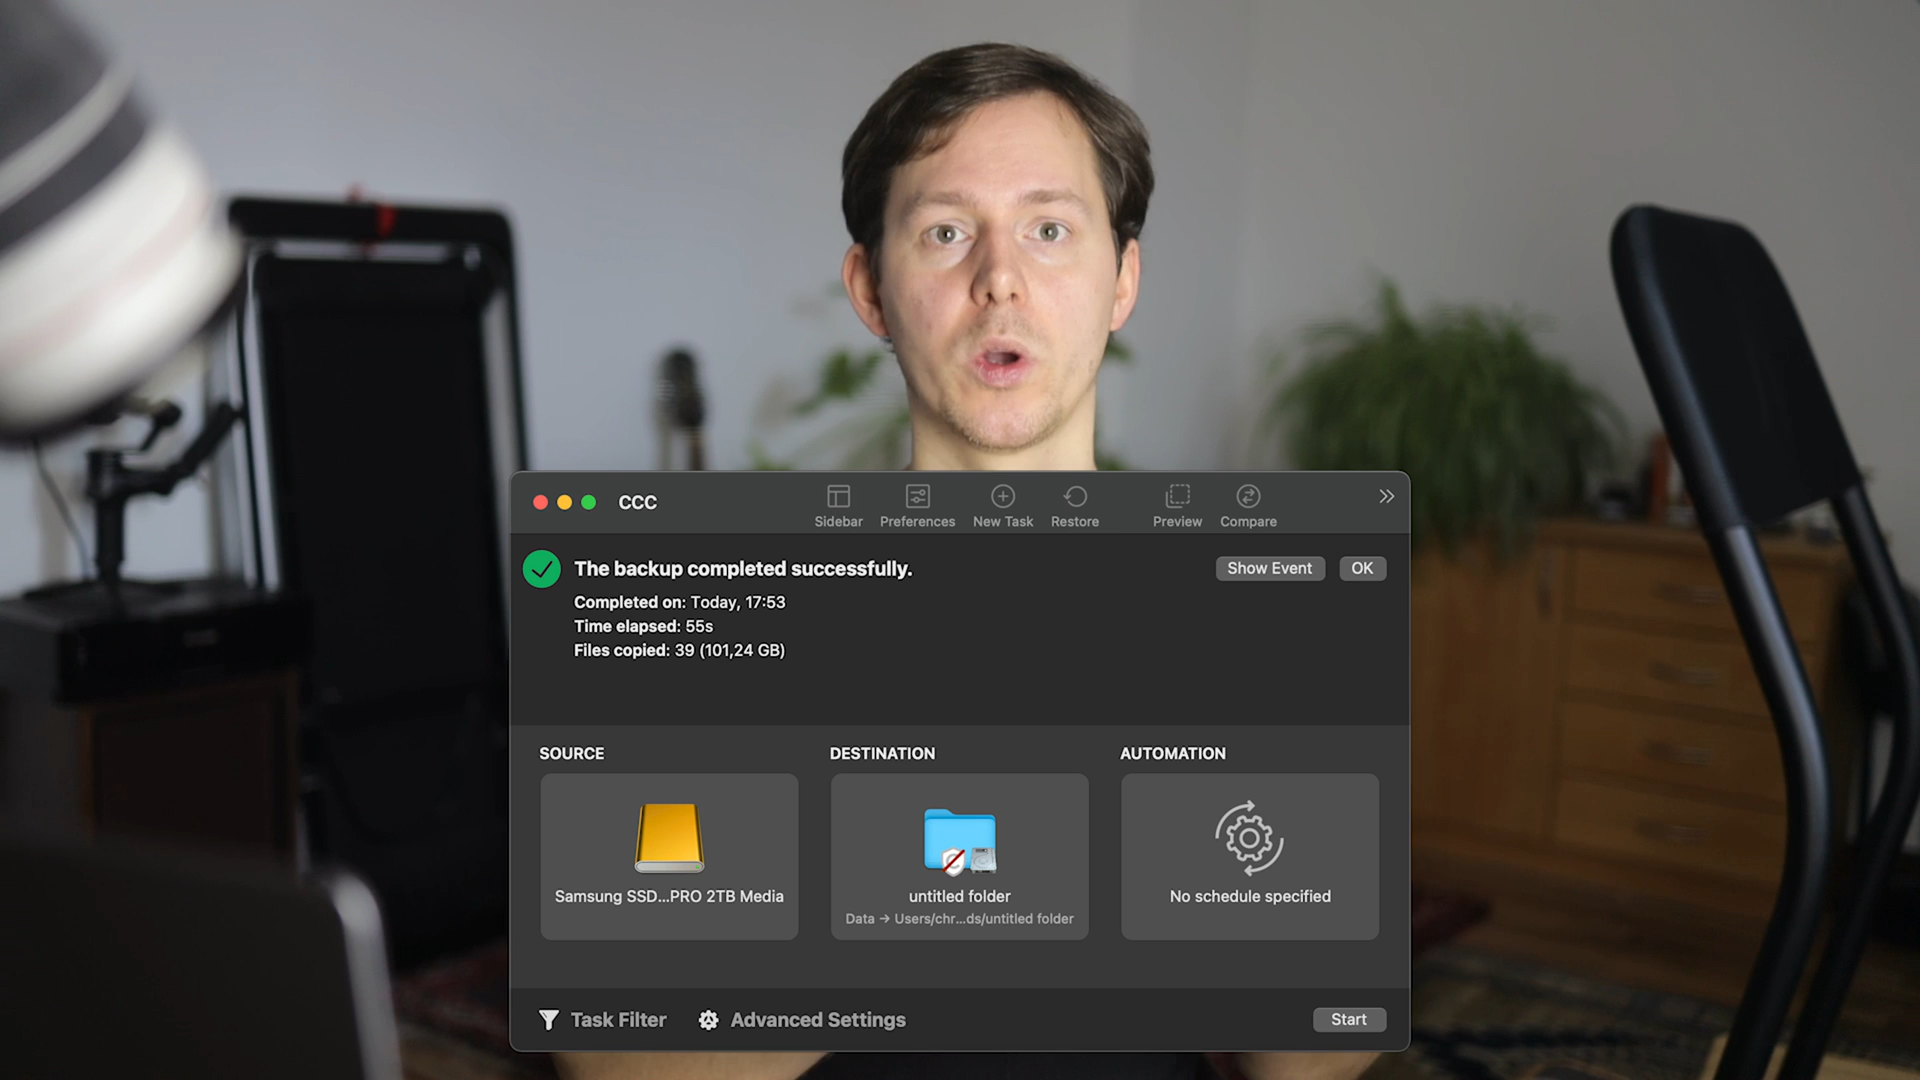 CCC
Sidebar
Preferences
New Task
Restore
Preview
Compare
The backup completed successfully.
Show Event
OK
Completed on: Today, 17:53
Time elapsed: 55s
Files copied: 39 (101,24 GB)
SOURCE
DESTINATION
AUTOMATION
Samsung SSD...PRO 2TB Media
untitled folder
Data → Users/chr...ds/untitled folder
No schedule specified
Task Filter
Advanced Settings
Start